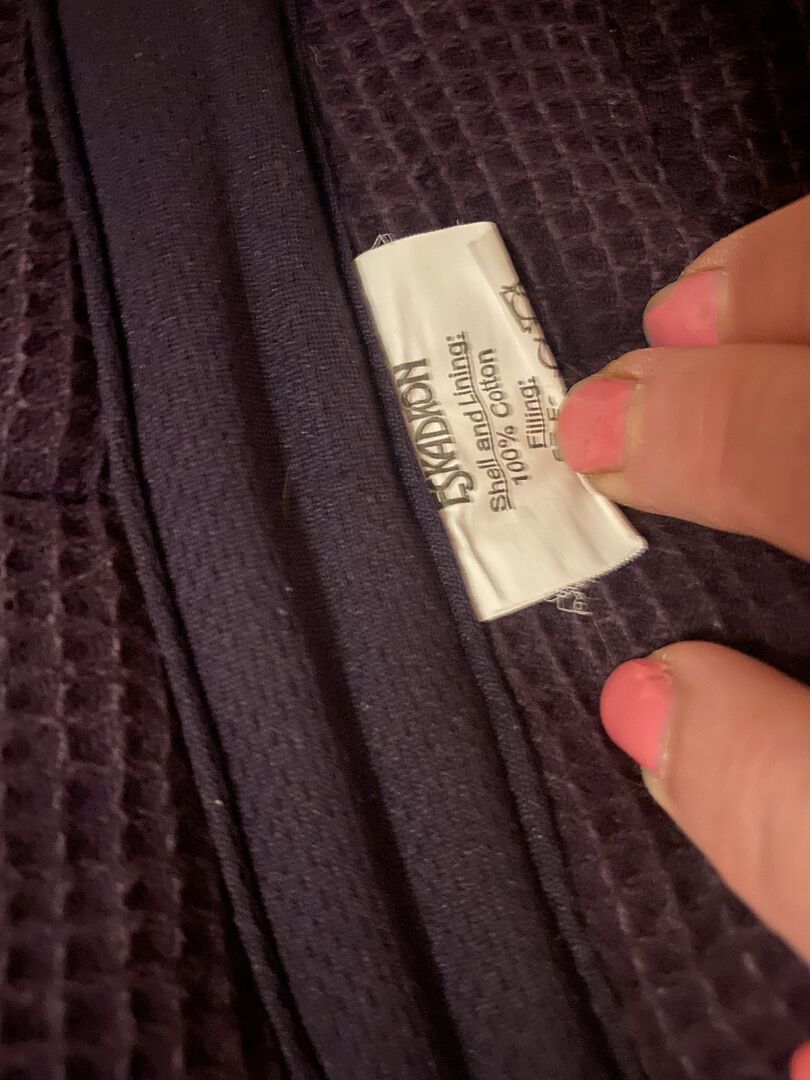 ESKADRON
Shell and Lining:
100% Cotton
Filling: